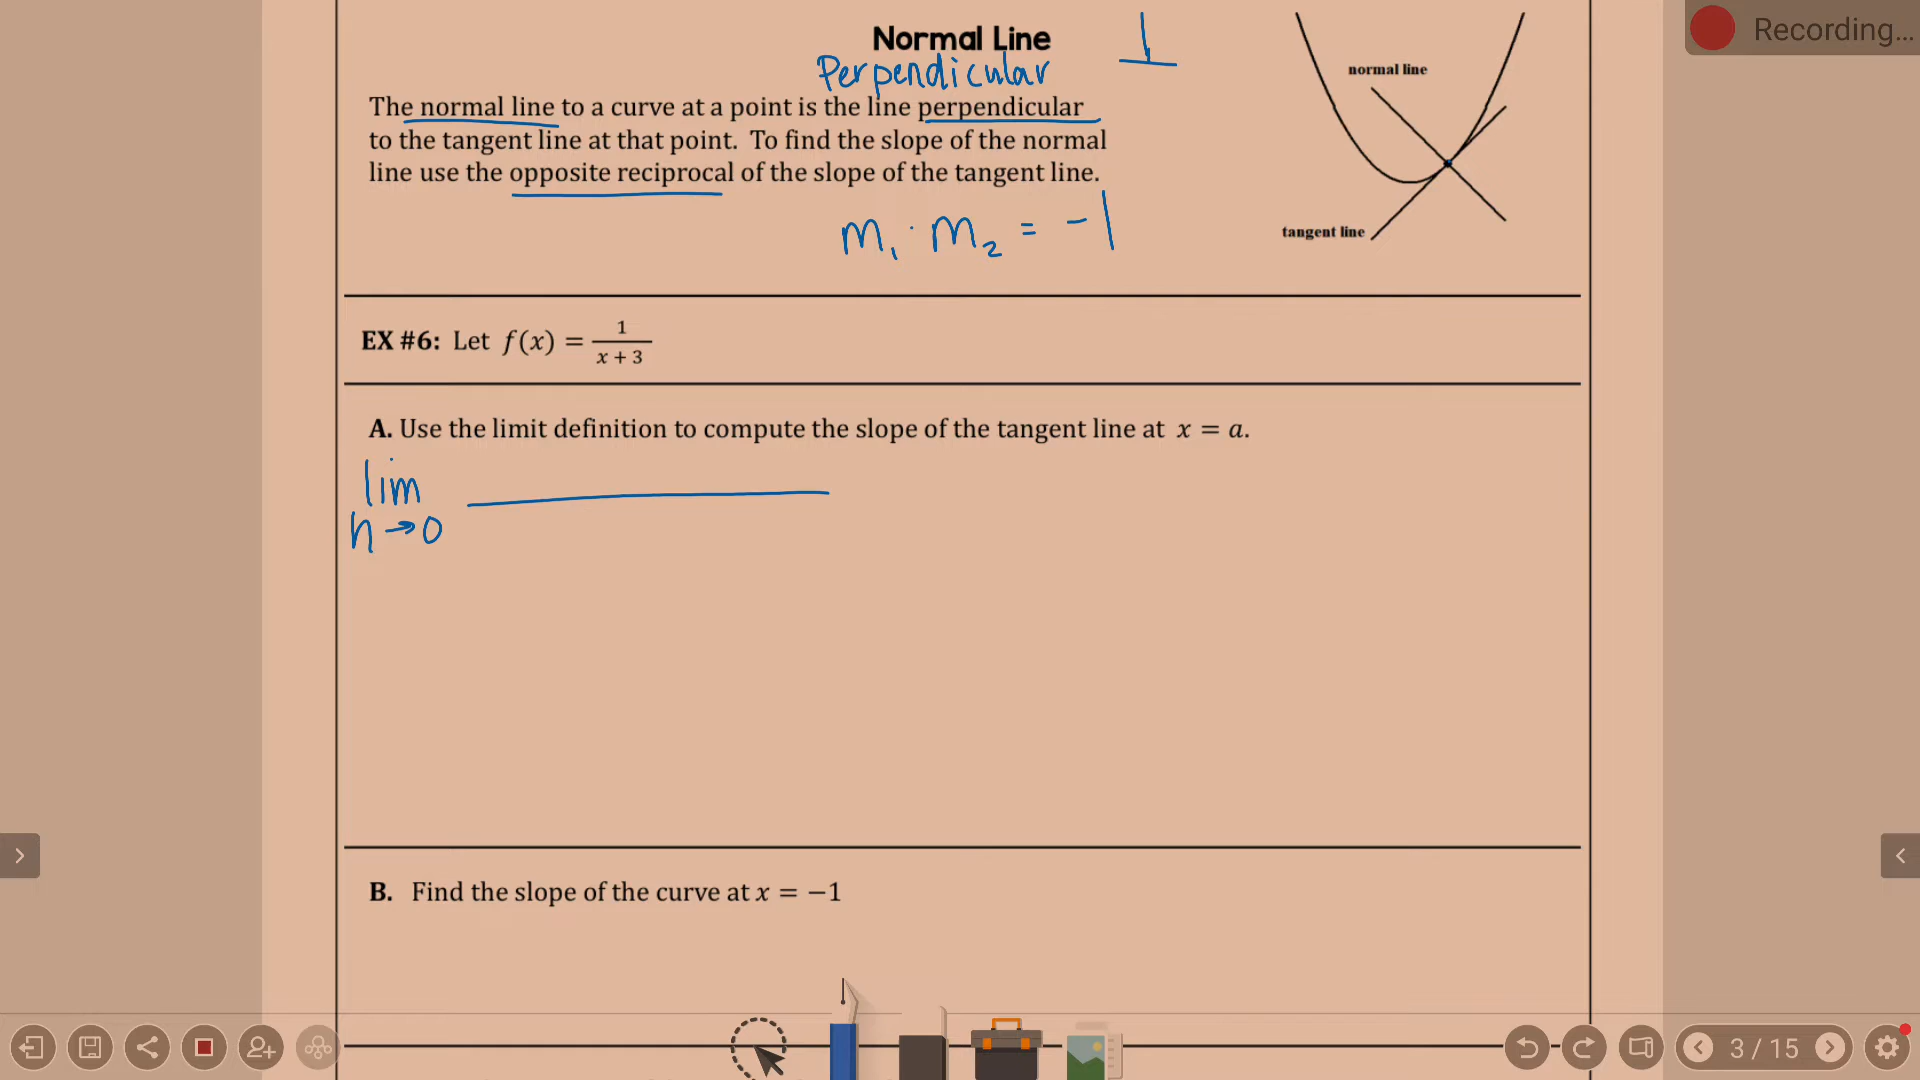 Recording...
Normal Line
Perpendicular
The normal line to a curve at a point is the line perpendicular
to the tangent line at that point. To find the slope of the normal
line use the opposite reciprocal of the slope of the tangent line.
m₁ · m₂ = -1
normal line
tangent line
EX #6: Let f(x) = 1/(x + 3)
A. Use the limit definition to compute the slope of the tangent line at x = a.
lim
h→0
B. Find the slope of the curve at x = −1
3 / 15